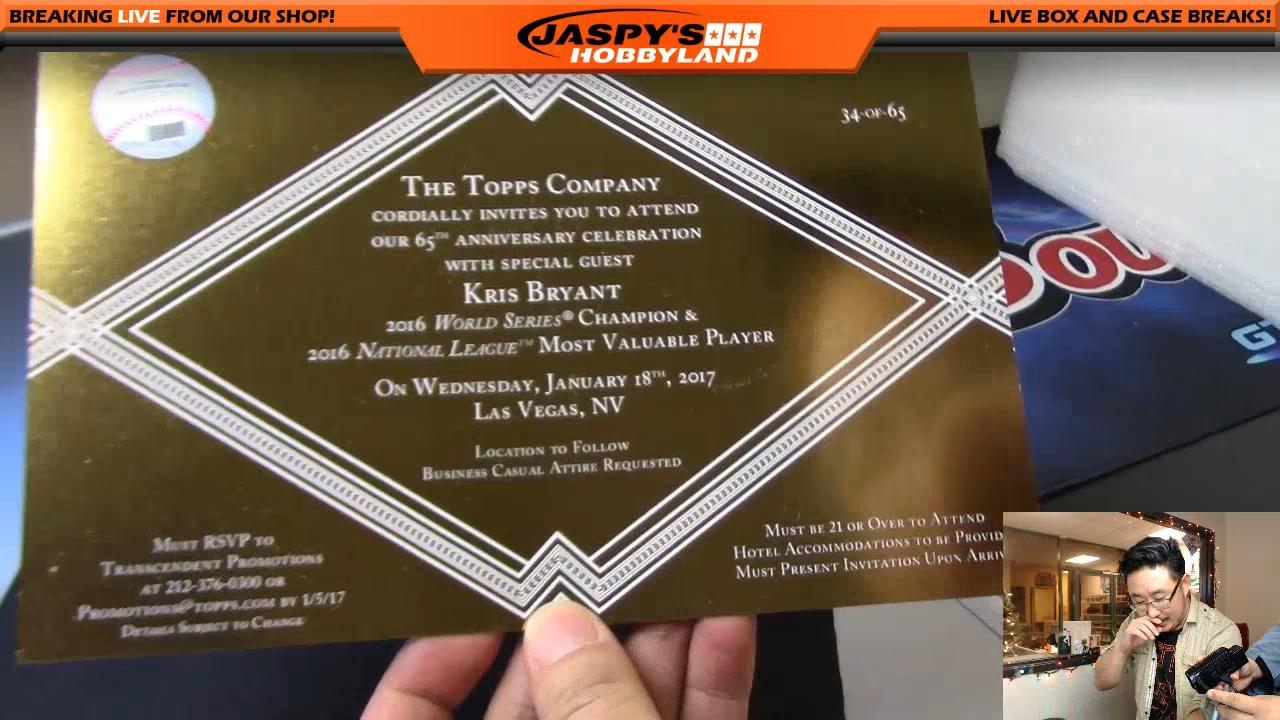 BREAKING LIVE FROM OUR SHOP!
JASPY'S
HOBBYLAND
LIVE BOX AND CASE BREAKS!
34-OF-65
THE TOPPS COMPANY
CORDIALLY INVITES YOU TO ATTEND
OUR 65TH ANNIVERSARY CELEBRATION
WITH SPECIAL GUEST
KRIS BRYANT
2016 WORLD SERIES® CHAMPION &
2016 NATIONAL LEAGUE™ MOST VALUABLE PLAYER
ON WEDNESDAY, JANUARY 18TH, 2017
LAS VEGAS, NV
LOCATION TO FOLLOW
BUSINESS CASUAL ATTIRE REQUESTED
MUST RSVP TO
TRANSCENDENT PROMOTIONS
AT 212-376-0300 OR
PROMOTIONS@TOPPS.COM BY 1/5/17
DETAILS SUBJECT TO CHANGE
MUST BE 21 OR OVER TO ATTEND
HOTEL ACCOMMODATIONS TO BE PROVID
MUST PRESENT INVITATION UPON ARRIV